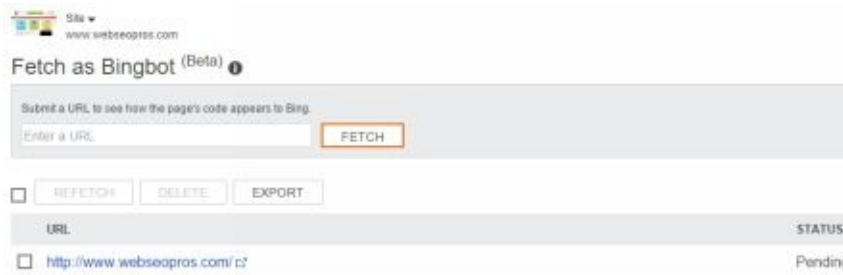 Site
www.webseopros.com
Fetch as Bingbot (Beta)
Submit a URL to see how the page's code appears to Bing.
Enter a URL
FETCH
REFETCH DELETE EXPORT
URL STATUS
http://www.webseopros.com/ Pending